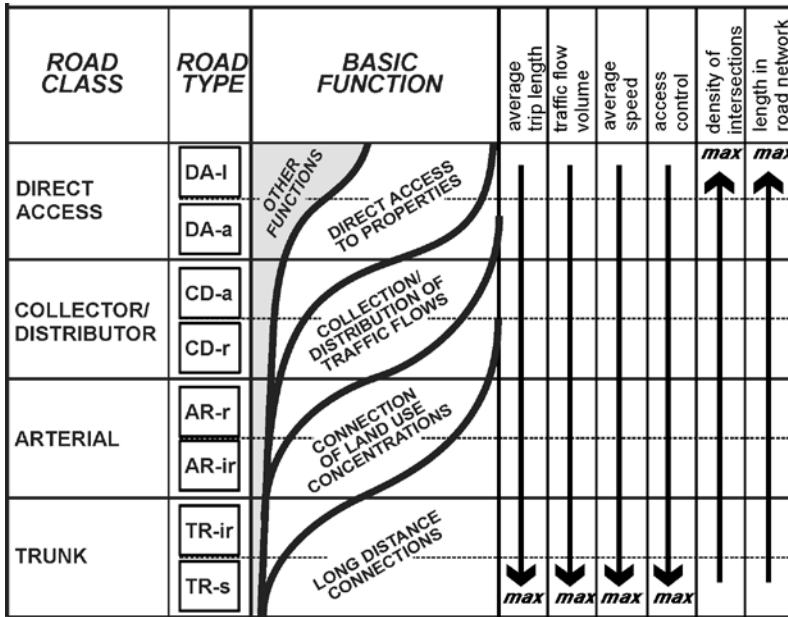 ROAD
CLASS
ROAD
TYPE
BASIC
FUNCTION
average
trip length
traffic flow
volume
average
speed
access
control
density of
intersections
length in
road network
max
max
DIRECT
ACCESS
DA-l
DA-a
OTHER
FUNCTIONS
DIRECT ACCESS
TO PROPERTIES
COLLECTOR/
DISTRIBUTOR
CD-a
CD-r
COLLECTION/
DISTRIBUTION OF
TRAFFIC FLOWS
ARTERIAL
AR-r
AR-ir
CONNECTION
OF LAND USE
CONCENTRATIONS
TRUNK
TR-ir
TR-s
LONG DISTANCE
CONNECTIONS
max
max
max
max